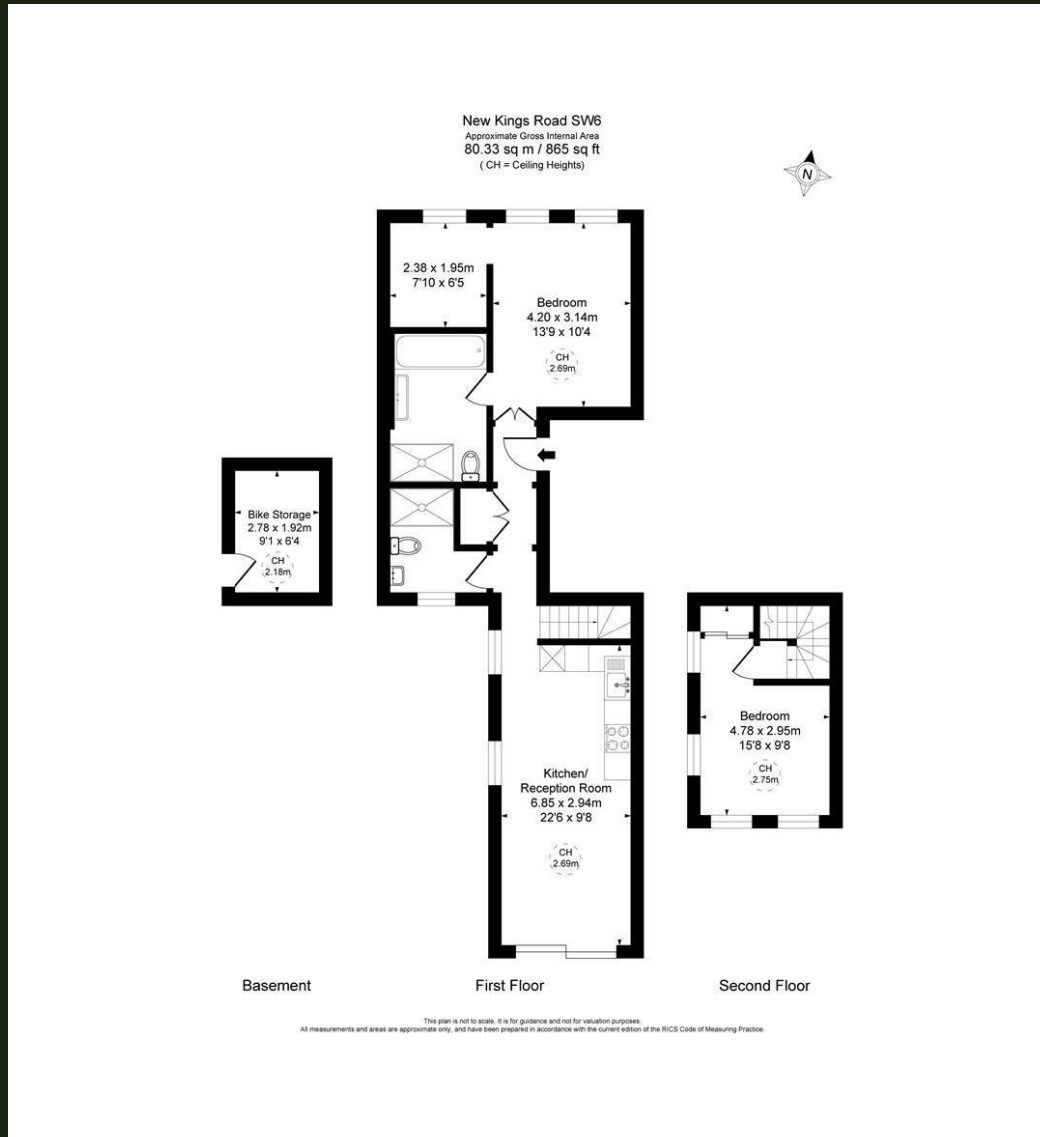 New Kings Road SW6
Approximate Gross Internal Area
80.33 sq m / 865 sq ft
( CH = Ceiling Heights)
N
2.38 x 1.95m
7'10 x 6'5
Bedroom
4.20 x 3.14m
13'9 x 10'4
CH
2.69m
Bike Storage
2.78 x 1.92m
9'1 x 6'4
CH
2.18m
Kitchen/
Reception Room
6.85 x 2.94m
22'6 x 9'8
CH
2.69m
Bedroom
4.78 x 2.95m
15'8 x 9'8
CH
2.75m
Basement
First Floor
Second Floor
This plan is not to scale. It is for guidance and not for valuation purposes.
All measurements and areas are approximate only, and have been prepared in accordance with the current edition of the RICS Code of Measuring Practice.